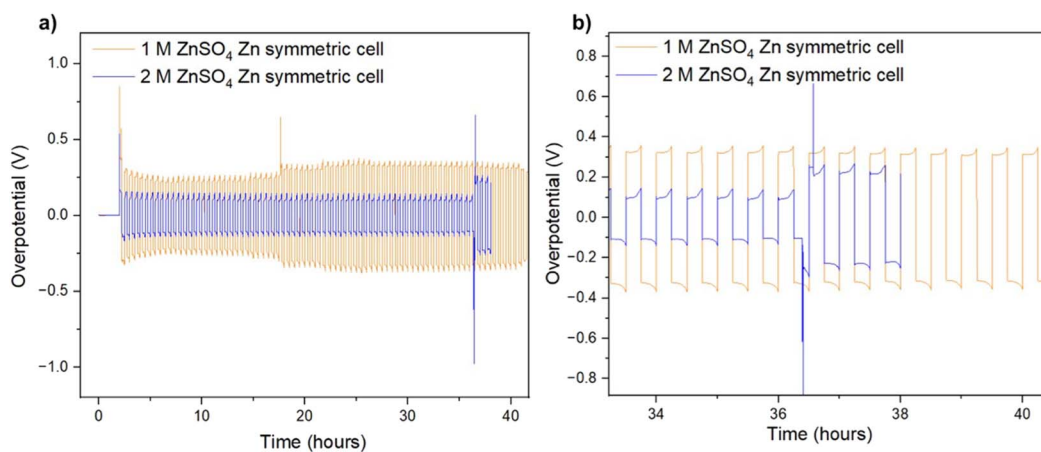 a)
1 M ZnSO₄ Zn symmetric cell
2 M ZnSO₄ Zn symmetric cell
1.0
0.5
0.0
−0.5
−1.0
Overpotential (V)
0 10 20 30 40
Time (hours)
b)
1 M ZnSO₄ Zn symmetric cell
2 M ZnSO₄ Zn symmetric cell
0.8
0.6
0.4
0.2
0.0
−0.2
−0.4
−0.6
−0.8
Overpotential (V)
34 36 38 40
Time (hours)